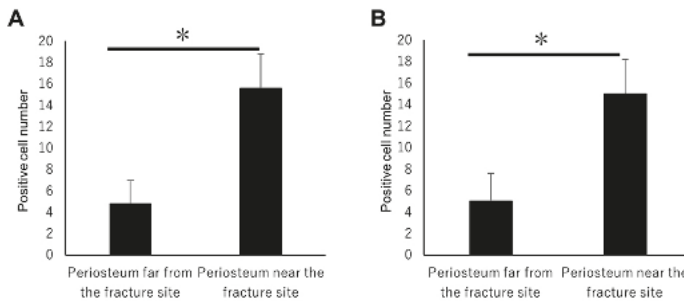 A
20
18
16
14
12
10
8
6
4
2
0
Positive cell number
*
Periosteum far from
the fracture site
Periosteum near the
fracture site
B
20
18
16
14
12
10
8
6
4
2
0
Positive cell number
*
Periosteum far from
the fracture site
Periosteum near the
fracture site